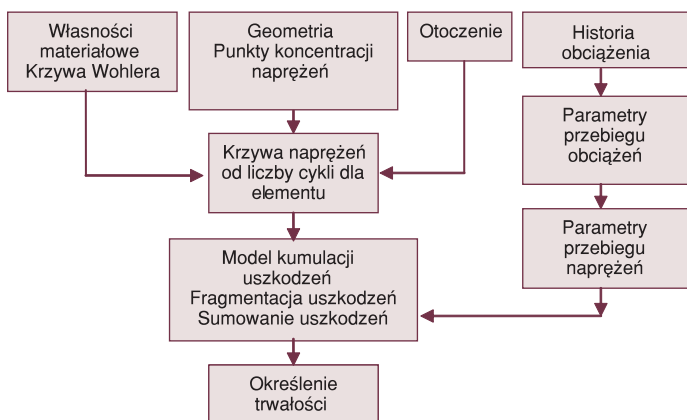 Własności
materiałowe
Krzywa Wohlera
Geometria
Punkty koncentracji
naprężeń
Otoczenie
Historia
obciążenia
Krzywa naprężeń
od liczby cykli dla
elementu
Parametry
przebiegu
obciążeń
Parametry
przebiegu
naprężeń
Model kumulacji
uszkodzeń
Fragmentacja uszkodzeń
Sumowanie uszkodzeń
Określenie
trwałości